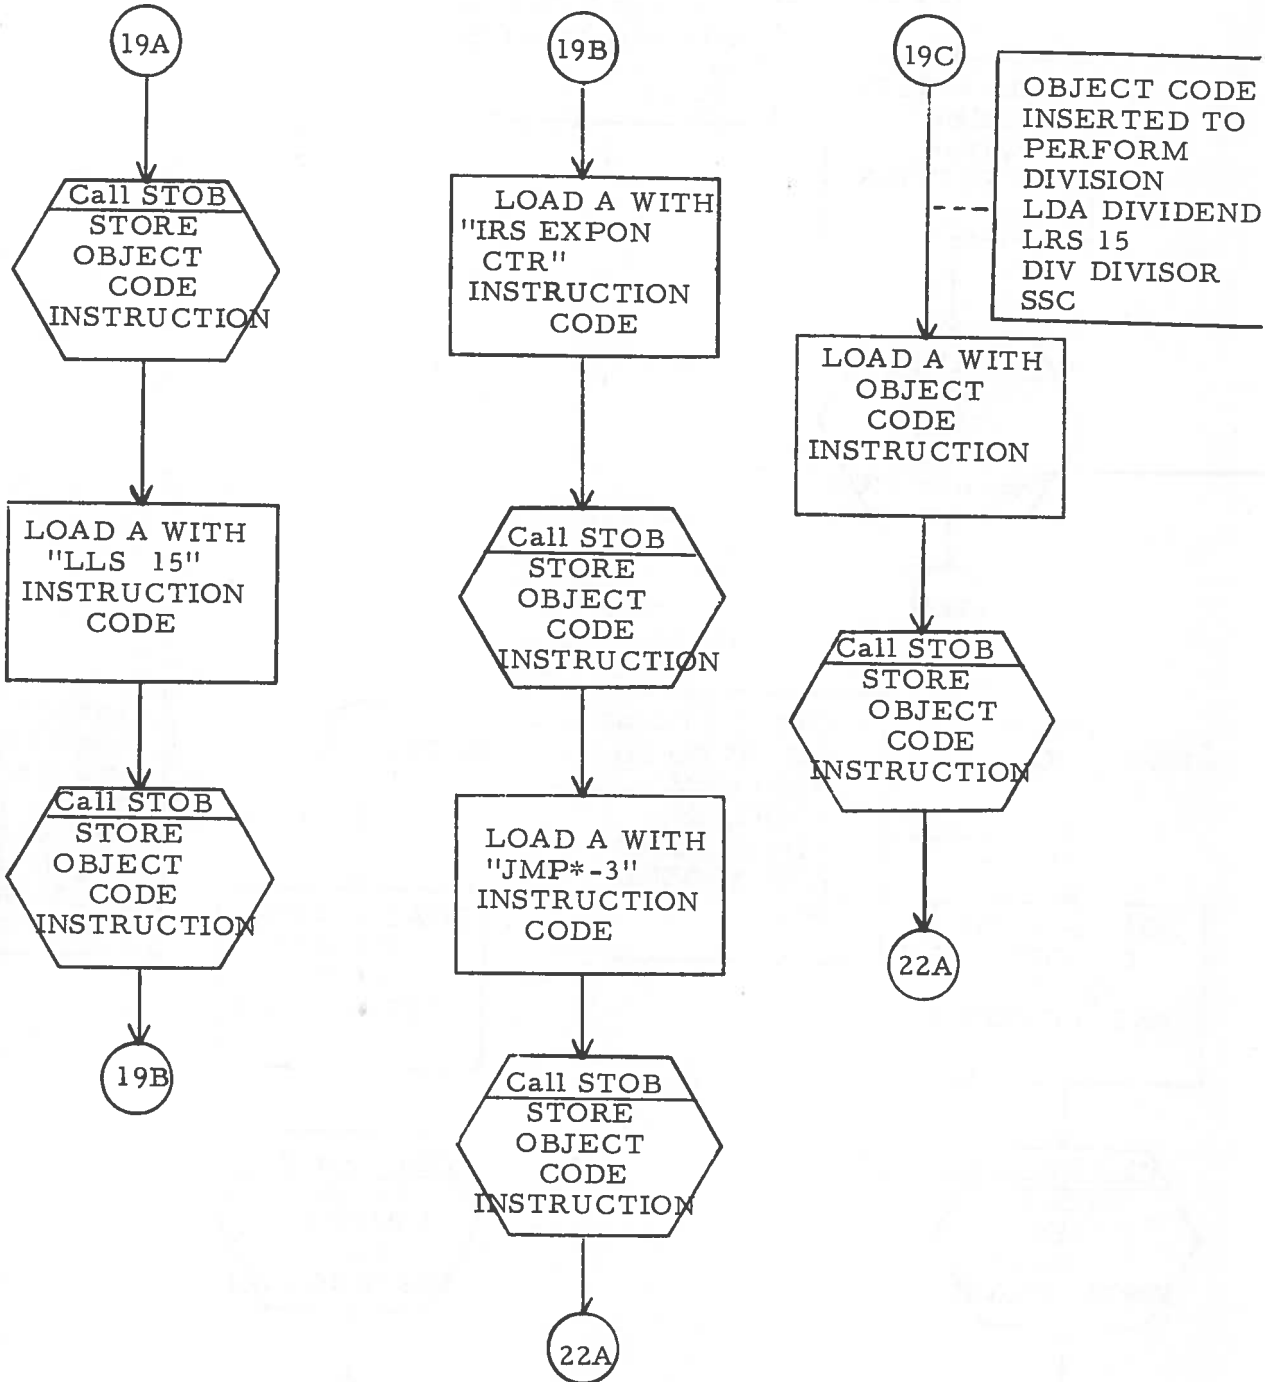 19A
Call STOB
STORE
OBJECT
CODE
INSTRUCTION
LOAD A WITH
"LLS 15"
INSTRUCTION
CODE
Call STOB
STORE
OBJECT
CODE
INSTRUCTION
19B
19B
LOAD A WITH
"IRS EXPON
CTR"
INSTRUCTION
CODE
Call STOB
STORE
OBJECT
CODE
INSTRUCTION
LOAD A WITH
"JMP*-3"
INSTRUCTION
CODE
Call STOB
STORE
OBJECT
CODE
INSTRUCTION
22A
19C
OBJECT CODE
INSERTED TO
PERFORM
DIVISION
LDA DIVIDEND
LRS 15
DIV DIVISOR
SSC
LOAD A WITH
OBJECT
CODE
INSTRUCTION
Call STOB
STORE
OBJECT
CODE
INSTRUCTION
22A